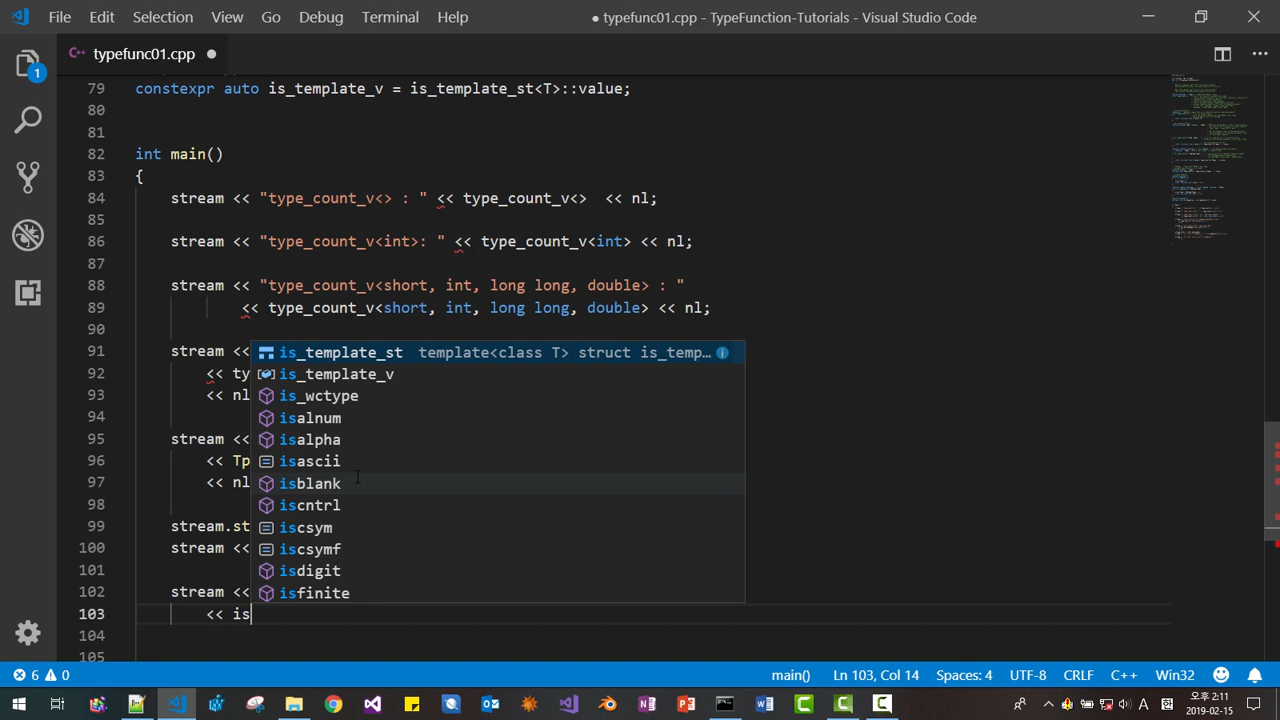 File Edit Selection View Go Debug Terminal Help
● typefunc01.cpp - TypeFunction-Tutorials - Visual Studio Code
1
C++ typefunc01.cpp ●
79 constexpr auto is_template_v = is_template_st<T>::value;
80
81
82 int main()
83 {
84 stream << "type_count_v<> : " << type_count_v<> << nl;
85
86 stream << "type_count_v<int>: " << type_count_v<int> << nl;
87
88 stream << "type_count_v<short, int, long long, double> : "
89 << type_count_v<short, int, long long, double> << nl;
90
91 stream <<
92 << ty
93 << nl
94
95 stream <<
96 << Tp
97 << nl
98
99 stream.st
100 stream <<
101
102 stream <<
103 << is
104
105
is_template_st template<class T> struct is_temp…
is_template_v
is_wctype
isalnum
isalpha
isascii
isblank
iscntrl
iscsym
iscsymf
isdigit
isfinite
6 0 main() Ln 103, Col 14 Spaces: 4 UTF-8 CRLF C++ Win32
A 오후 2:11
2019-02-15